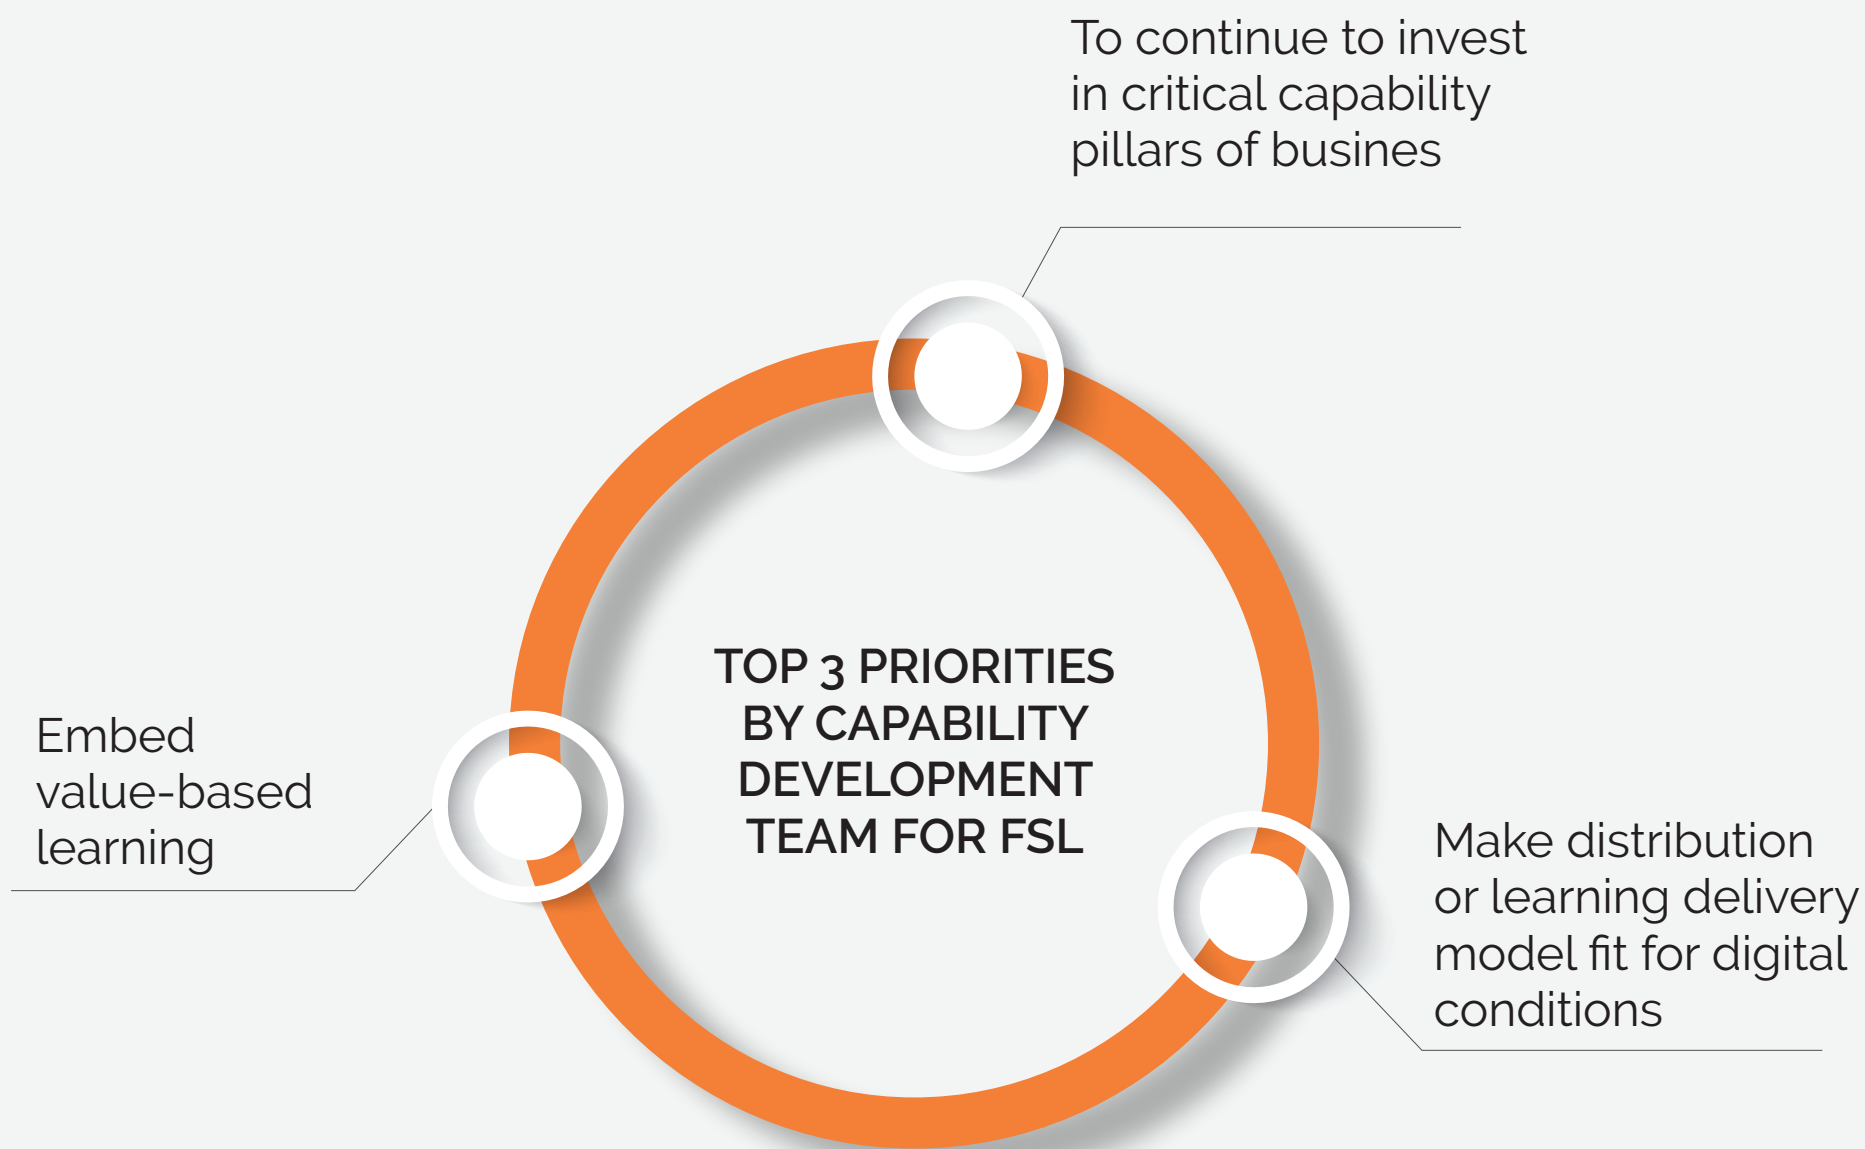 To continue to invest
in critical capability
pillars of busines
TOP 3 PRIORITIES
BY CAPABILITY
DEVELOPMENT
TEAM FOR FSL
Embed
value-based
learning
Make distribution
or learning delivery
model fit for digital
conditions